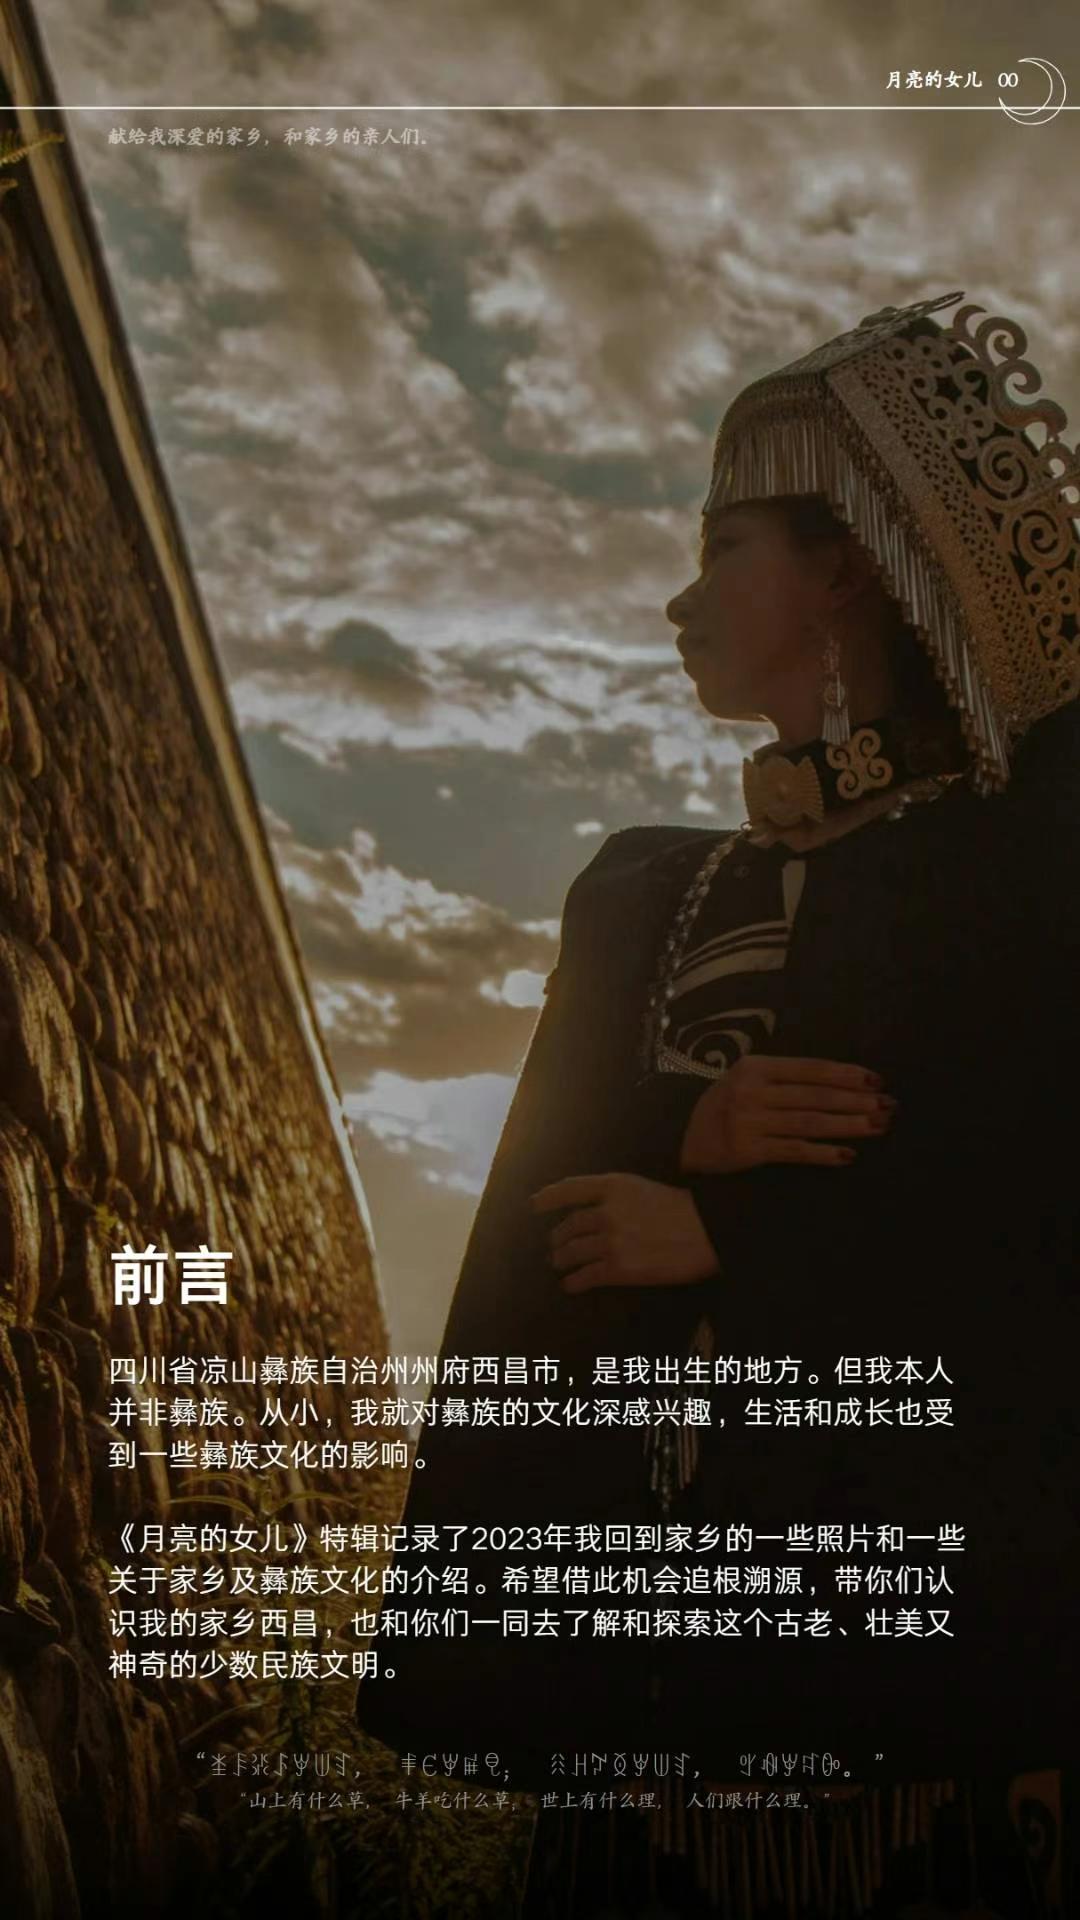 月亮的女儿 00
献给我深爱的家乡，和家乡的亲人们。
前言
四川省凉山彝族自治州州府西昌市，是我出生的地方。但我本人
并非彝族。从小，我就对彝族的文化深感兴趣，生活和成长也受
到一些彝族文化的影响。
《月亮的女儿》特辑记录了2023年我回到家乡的一些照片和一些
关于家乡及彝族文化的介绍。希望借此机会追根溯源，带你们认
识我的家乡西昌，也和你们一同去了解和探索这个古老、壮美又
神奇的少数民族文明。
“山上有什么草， 牛羊吃什么草， 世上有什么理， 人们跟什么理。”